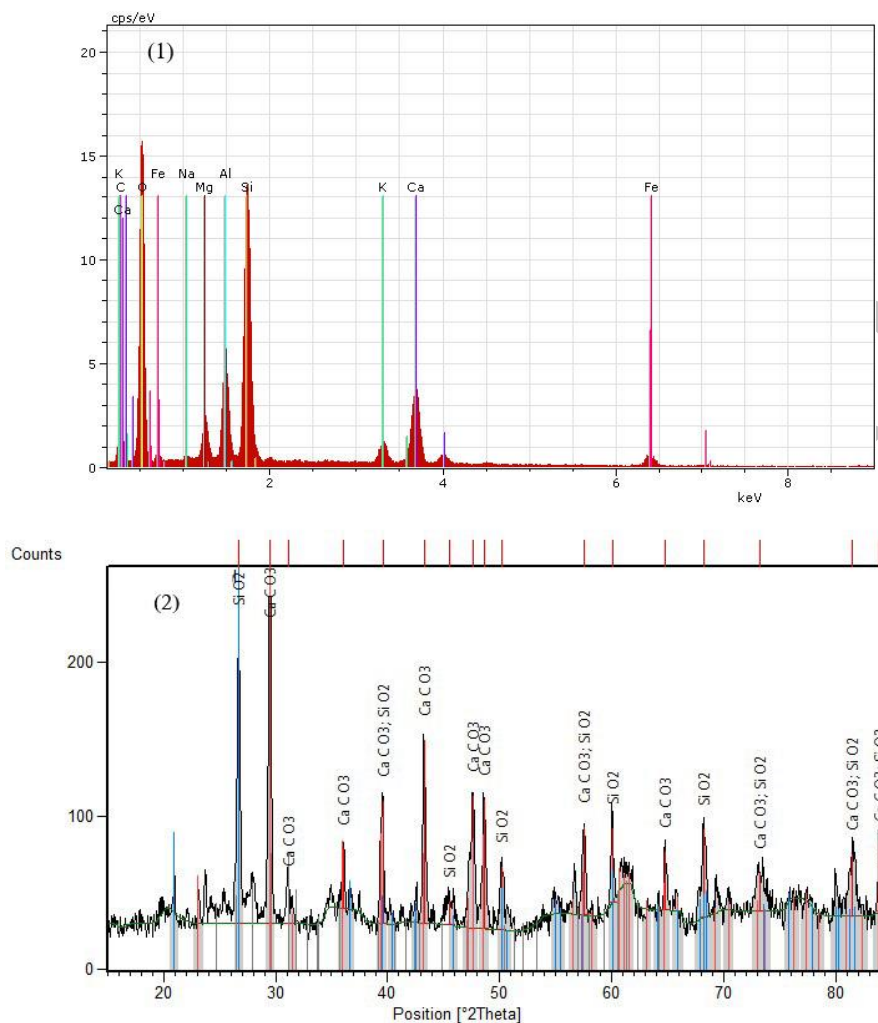 cps/eV
(1)
20
15
10
5
0
K Fe Na Al
C O Mg Si K Ca Fe
Ca
2 4 6 8
keV
Counts
(2)
200
100
0
Si O2
Ca C O3
Ca C O3
Ca C O3
Ca C O3; Si O2
Ca C O3
Si O2
Ca C O3
Ca C O3
Si O2
Ca C O3; Si O2
Si O2
Ca C O3
Si O2
Ca C O3; Si O2
Ca C O3; Si O2
20 30 40 50 60 70 80
Position [°2Theta]